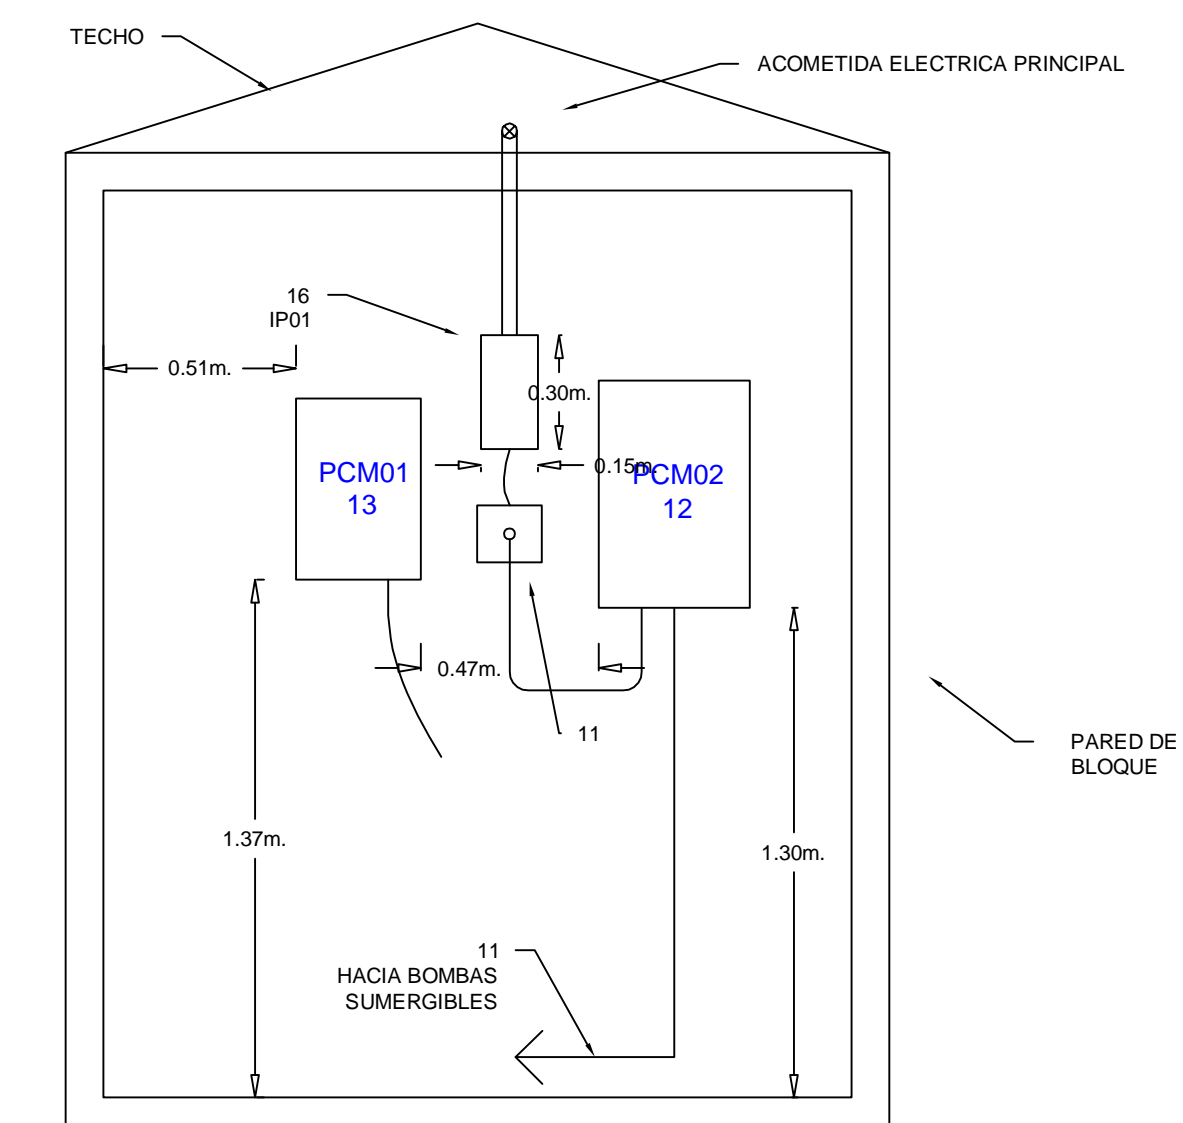 TECHO
ACOMETIDA ELECTRICA PRINCIPAL
16
IP01
0.51m.
0.30m.
0.15m.
PCM01
13
PCM02
12
0.47m.
11
PARED DE
BLOQUE
1.37m.
1.30m.
11
HACIA BOMBAS
SUMERGIBLES